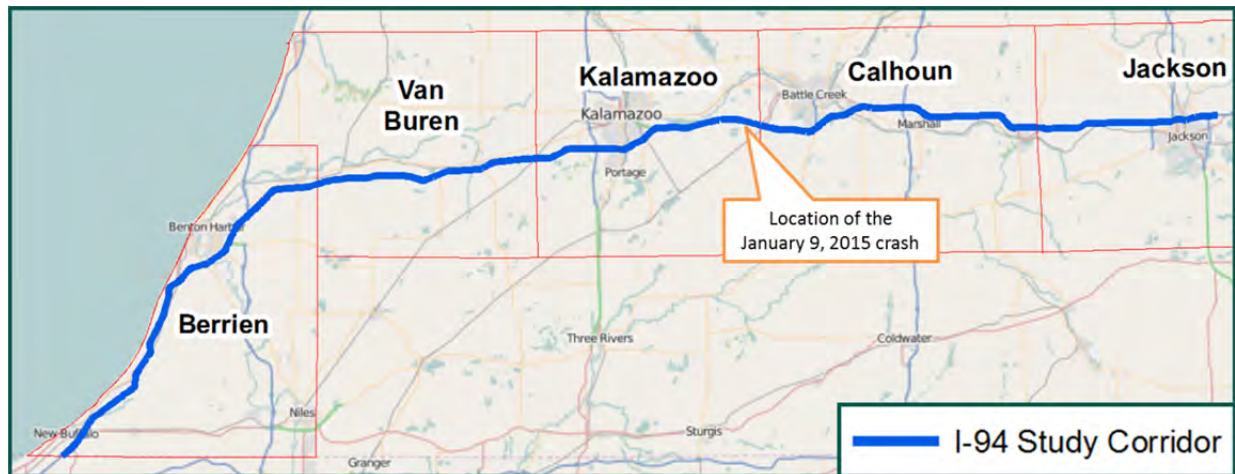 Van
Buren
Kalamazoo
Calhoun
Jackson
Battle Creek
Kalamazoo
Marshall
Jackson
Portage
Location of the
January 9, 2015 crash
Benton Harbor
Berrien
Three Rivers
Coldwater
Niles
New Buffalo
Sturgis
Granger
I-94 Study Corridor